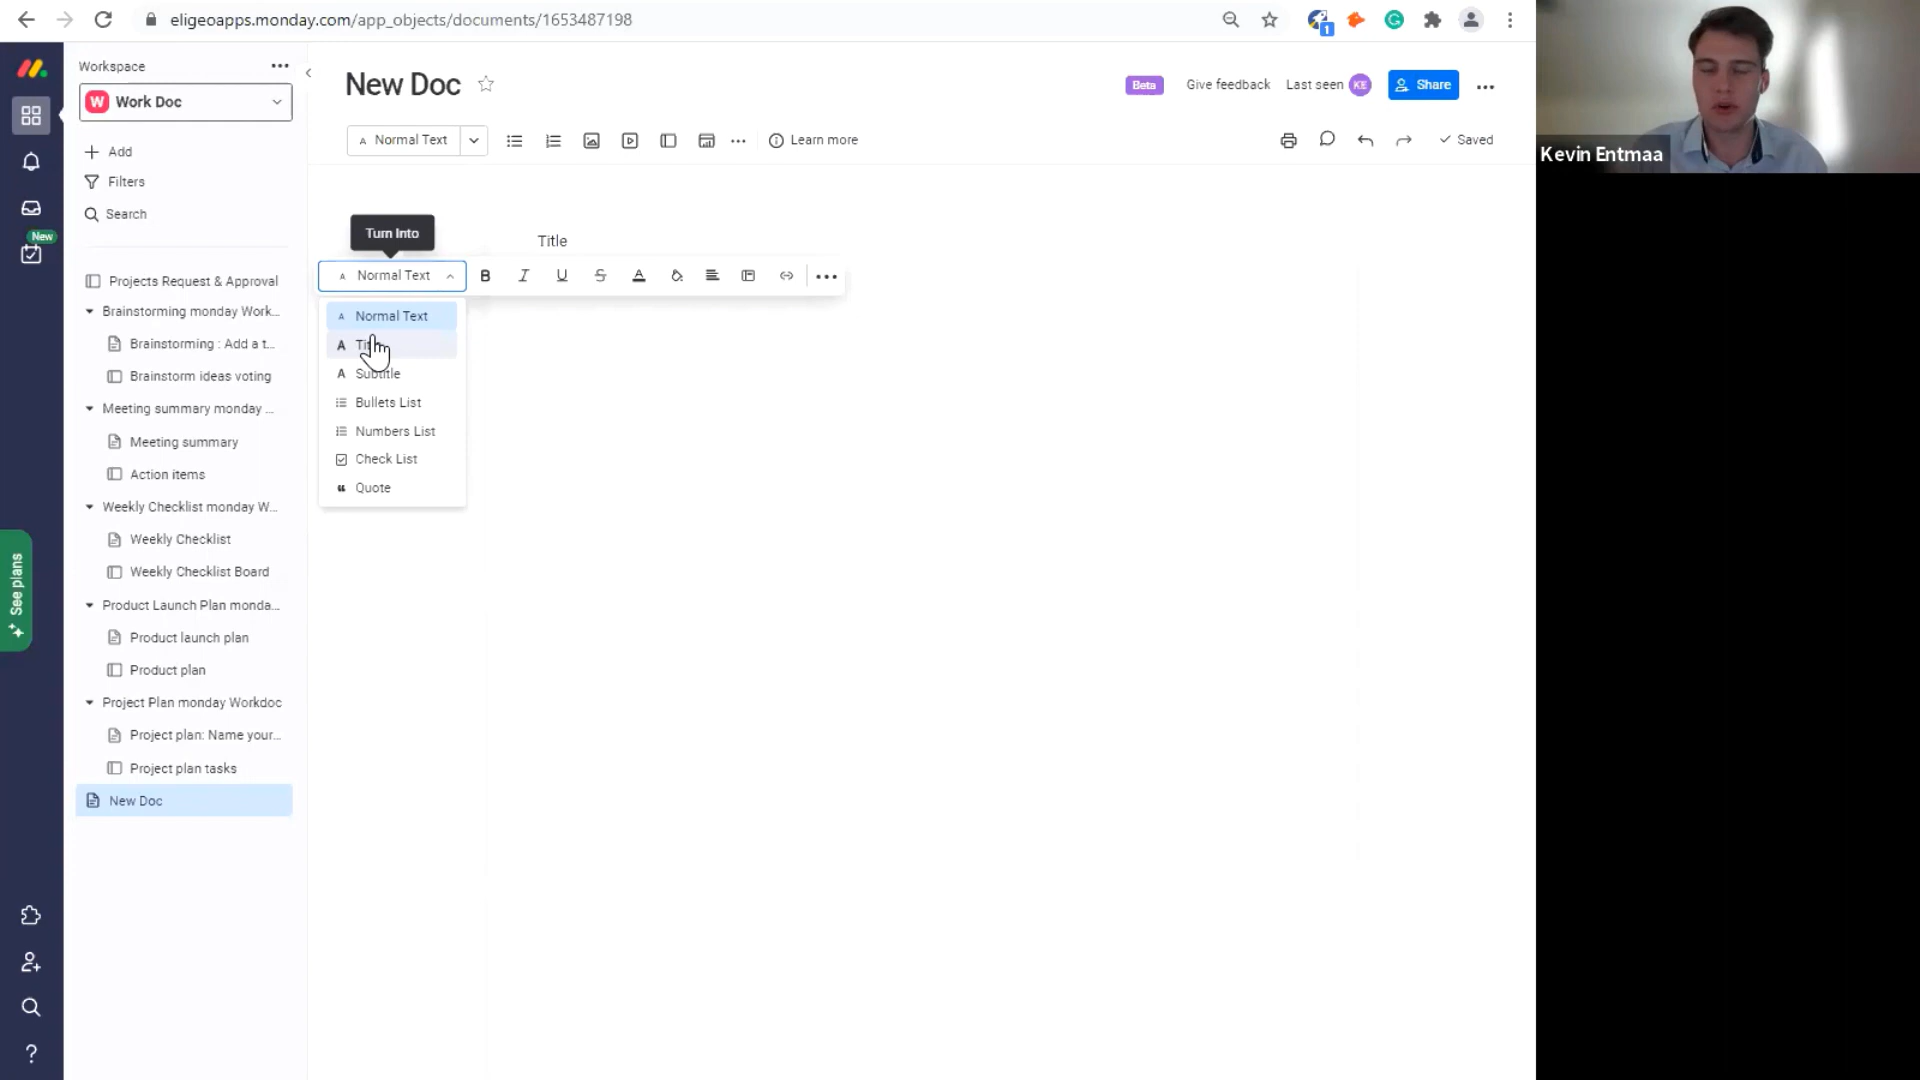 eligeoapps.monday.com/app_objects/documents/1653487198
1
Workspace
W Work Doc
Add
Filters
Search
New
Projects Request & Approval
Brainstorming monday Work...
Brainstorming : Add a t...
Brainstorm ideas voting
Meeting summary monday ...
Meeting summary
Action items
Weekly Checklist monday W...
Weekly Checklist
Weekly Checklist Board
Product Launch Plan monda...
Product launch plan
Product plan
Project Plan monday Workdoc
Project plan: Name your...
Project plan tasks
New Doc
See plans
New Doc
Beta
Give feedback
Last seen
KE
Share
A Normal Text
Learn more
Saved
Title
Turn Into
A Normal Text
B I U S A
A Normal Text
A Title
A Subtitle
Bullets List
Numbers List
Check List
Quote
Kevin Entmaa